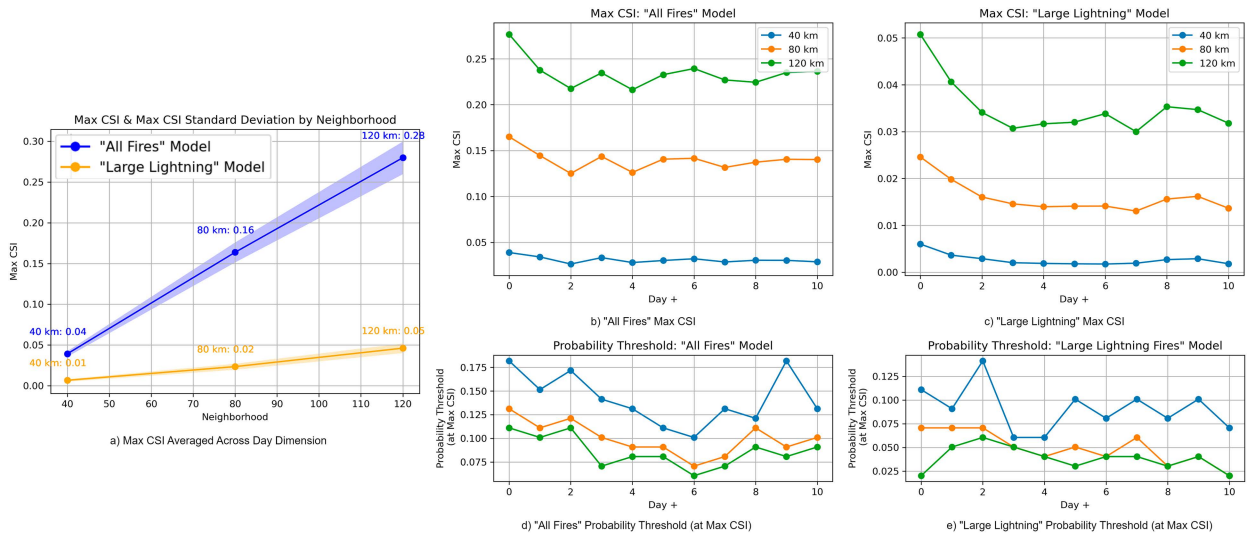 Max CSI & Max CSI Standard Deviation by Neighborhood
"All Fires" Model
"Large Lightning" Model
120 km: 0.28
80 km: 0.16
40 km: 0.04
120 km: 0.05
80 km: 0.02
40 km: 0.01
Max CSI
0.30
0.25
0.20
0.15
0.10
0.05
0.00
40 50 60 70 80 90 100 110 120
Neighborhood
a) Max CSI Averaged Across Day Dimension
Max CSI: "All Fires" Model
40 km
80 km
120 km
Max CSI
0.25
0.20
0.15
0.10
0.05
0 2 4 6 8 10
Day +
b) "All Fires" Max CSI
Max CSI: "Large Lightning" Model
40 km
80 km
120 km
Max CSI
0.05
0.04
0.03
0.02
0.01
0.00
0 2 4 6 8 10
Day +
c) "Large Lightning" Max CSI
Probability Threshold: "All Fires" Model
Probability Threshold
(at Max CSI)
0.175
0.150
0.125
0.100
0.075
0 2 4 6 8 10
Day +
d) "All Fires" Probability Threshold (at Max CSI)
Probability Threshold: "Large Lightning Fires" Model
Probability Threshold
(at Max CSI)
0.125
0.100
0.075
0.050
0.025
0 2 4 6 8 10
Day +
e) "Large Lightning" Probability Threshold (at Max CSI)